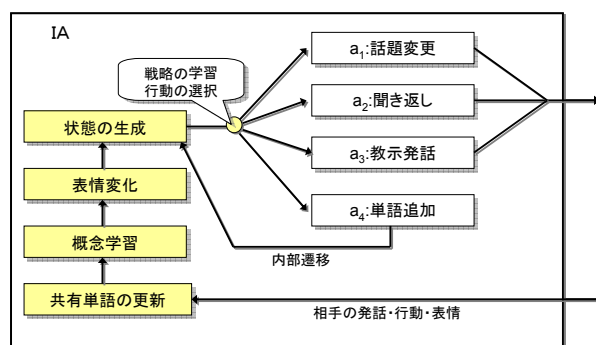 IA
戦略の学習
行動の選択
a1:話題変更
a2:聞き返し
a3:教示発話
a4:単語追加
状態の生成
表情変化
概念学習
共有単語の更新
内部遷移
相手の発話・行動・表情